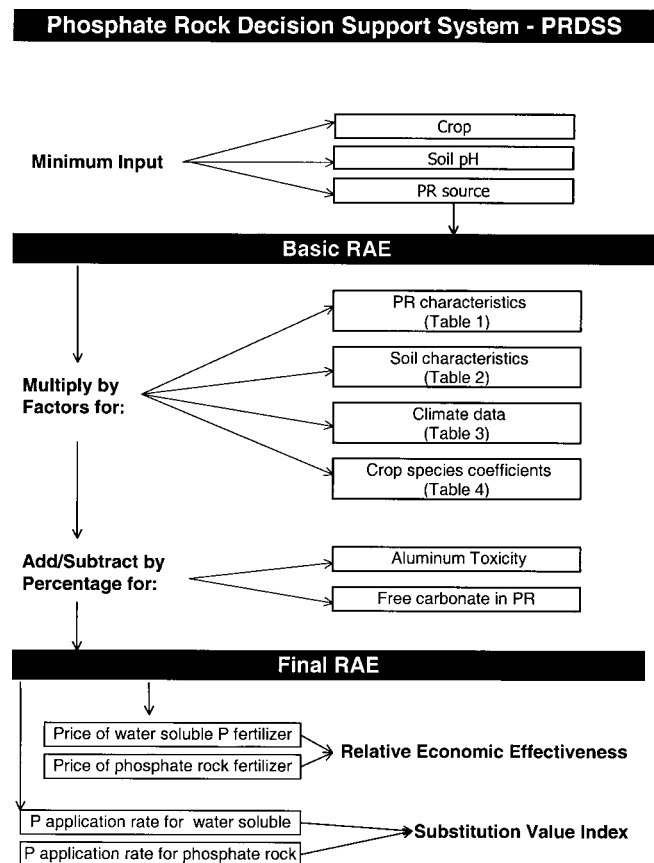 Phosphate Rock Decision Support System - PRDSS
Crop
Minimum Input
Soil pH
PR source
Basic RAE
PR characteristics
(Table 1)
Soil characteristics
(Table 2)
Multiply by
Factors for:
Climate data
(Table 3)
Crop species coefficients
(Table 4)
Add/Subtract by
Percentage for:
Aluminum Toxicity
Free carbonate in PR
Final RAE
Price of water soluble P fertilizer
Price of phosphate rock fertilizer
Relative Economic Effectiveness
P application rate for water soluble
P application rate for phosphate rock
Substitution Value Index